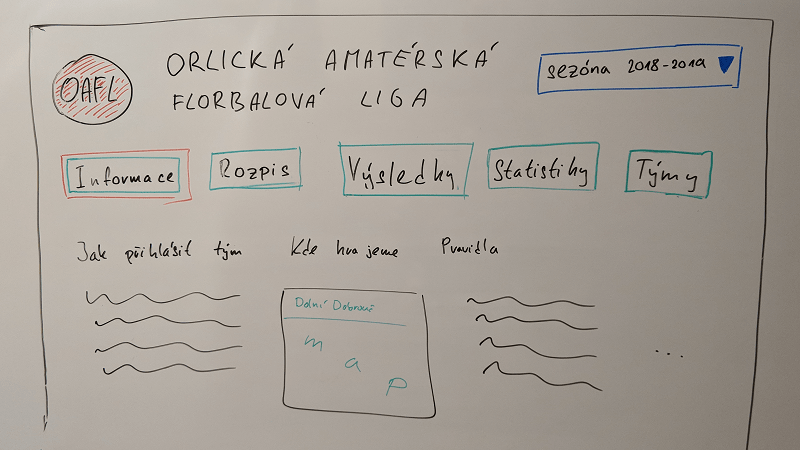 OAFL
ORLICKÁ AMATÉRSKÁ
FLORBALOVÁ LIGA
sezóna 2018-2019
Informace
Rozpis
Výsledky
Statistiky
Týmy
Jak přihlásit tým
Kde hrajeme
Pravidla
Dolní Dobrouč
map
...